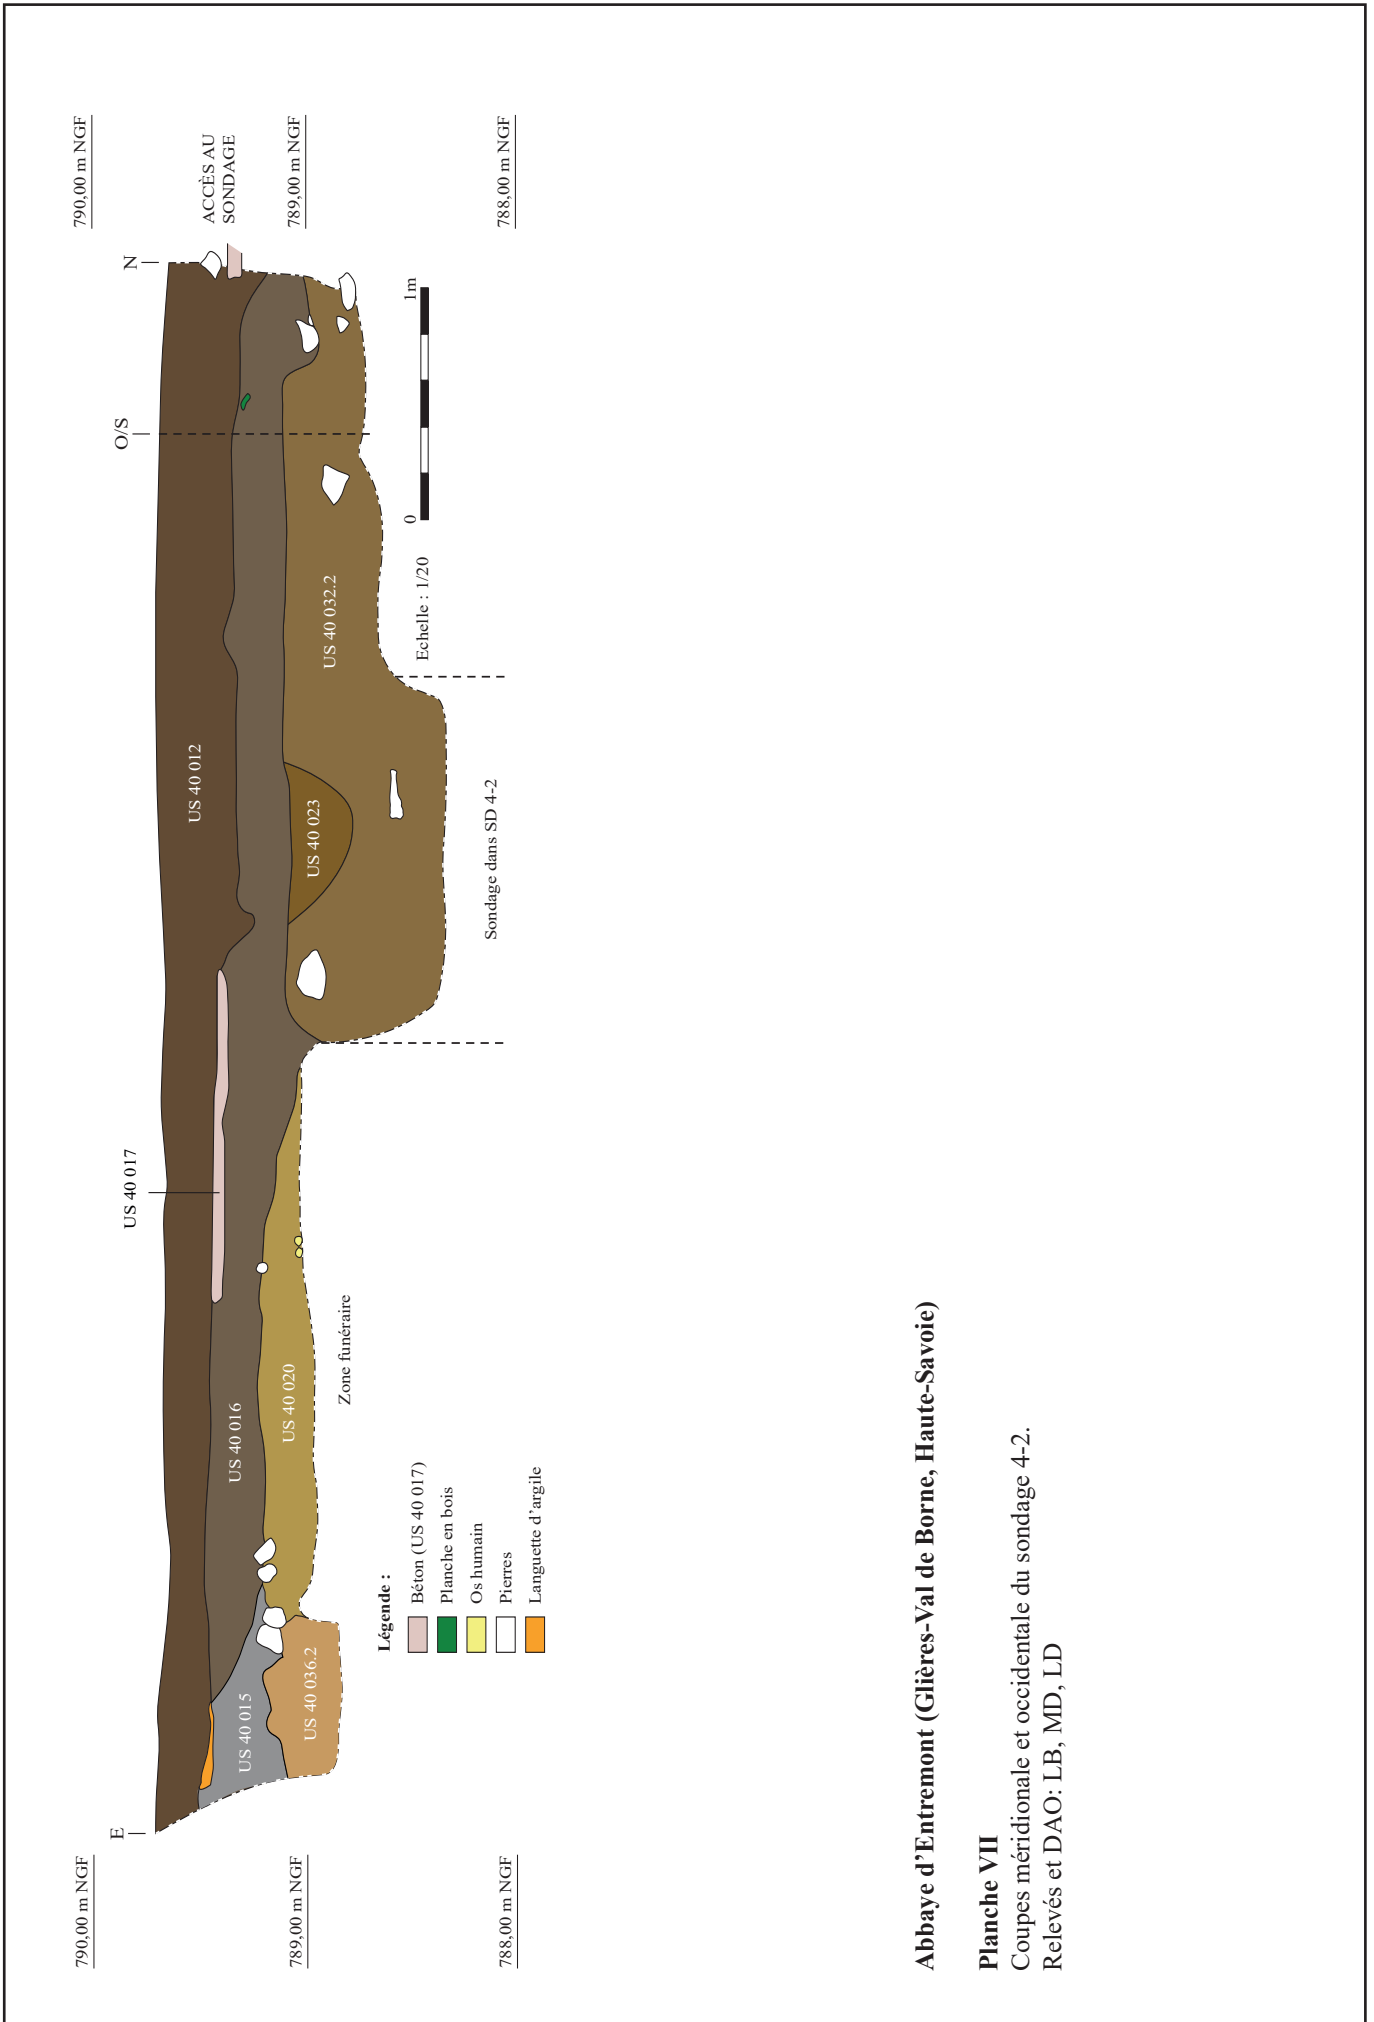 790,00 m NGF
790,00 m NGF
789,00 m NGF
789,00 m NGF
788,00 m NGF
788,00 m NGF
E
O/S
N
ACCÈS AU
SONDAGE
US 40 017
US 40 012
US 40 015
US 40 016
US 40 036.2
US 40 020
US 40 023
US 40 032.2
Zone funéraire
Sondage dans SD 4-2
Echelle : 1/20
0
1m
Légende :
Béton (US 40 017)
Planche en bois
Os humain
Pierres
Languette d’argile
Abbaye d’Entremont (Glières-Val de Borne, Haute-Savoie)
Planche VII
Coupes méridionale et occidentale du sondage 4-2.
Relevés et DAO: LB, MD, LD